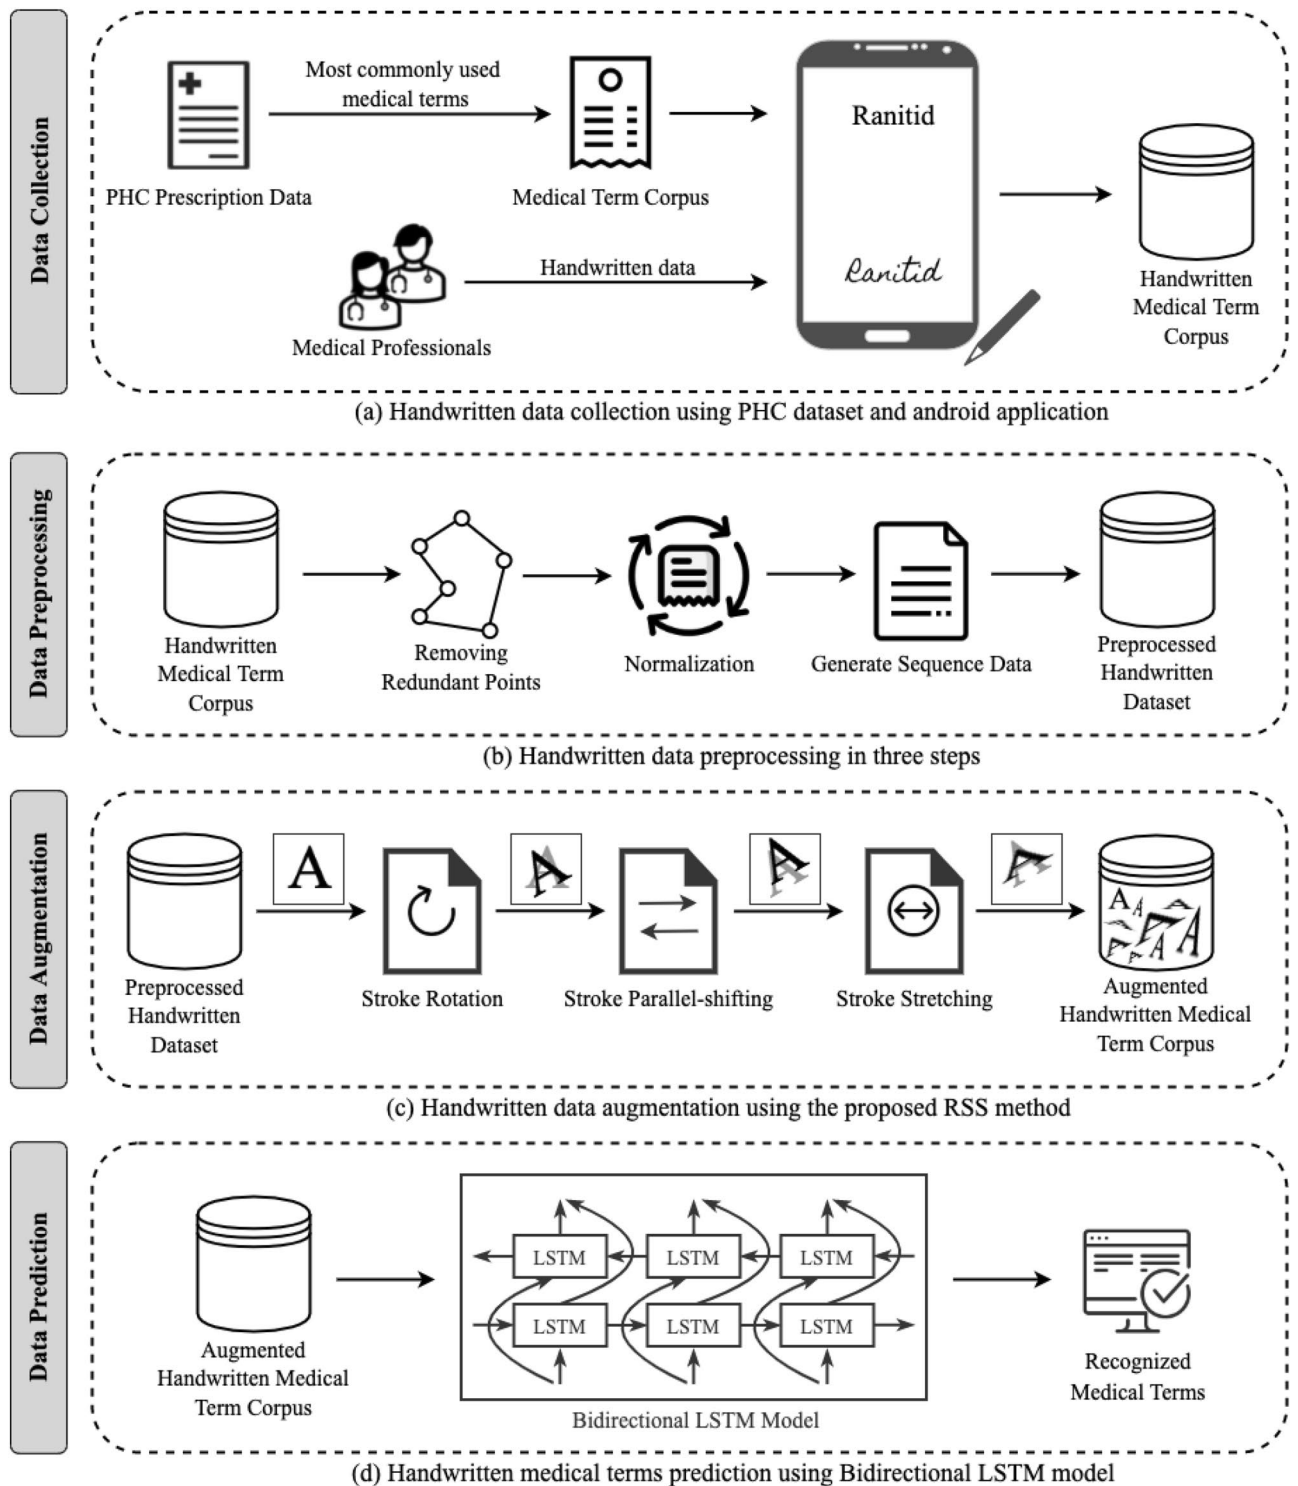 Data Collection
Most commonly used
medical terms
PHC Prescription Data
Medical Term Corpus
Ranitid
Handwritten data
Ranitid
Medical Professionals
Handwritten
Medical Term
Corpus
(a) Handwritten data collection using PHC dataset and android application
Data Preprocessing
Handwritten
Medical Term
Corpus
Removing
Redundant Points
Normalization
Generate Sequence Data
Preprocessed
Handwritten
Dataset
(b) Handwritten data preprocessing in three steps
Data Augmentation
A
A
A
A
Preprocessed
Handwritten
Dataset
Stroke Rotation
Stroke Parallel-shifting
Stroke Stretching
Augmented
Handwritten Medical
Term Corpus
(c) Handwritten data augmentation using the proposed RSS method
Data Prediction
Augmented
Handwritten Medical
Term Corpus
LSTM LSTM LSTM
LSTM LSTM LSTM
Bidirectional LSTM Model
Recognized
Medical Terms
(d) Handwritten medical terms prediction using Bidirectional LSTM model